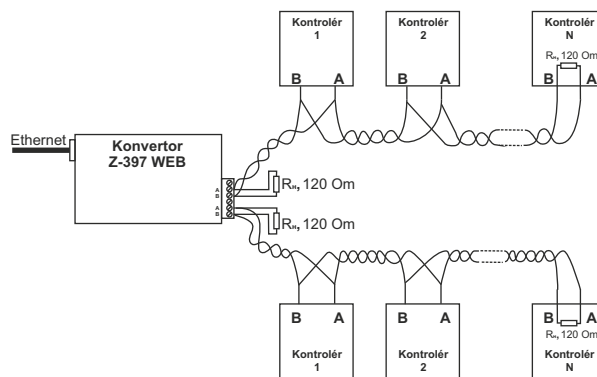 Kontrolér
1
B A
Kontrolér
2
B A
Kontrolér
N
Rн, 120 Om
B A
Ethernet
Konvertor
Z-397 WEB
A
B
A
B
Rн, 120 Om
Rн, 120 Om
B A
Kontrolér
1
B A
Kontrolér
2
B A
Rн, 120 Om
Kontrolér
N